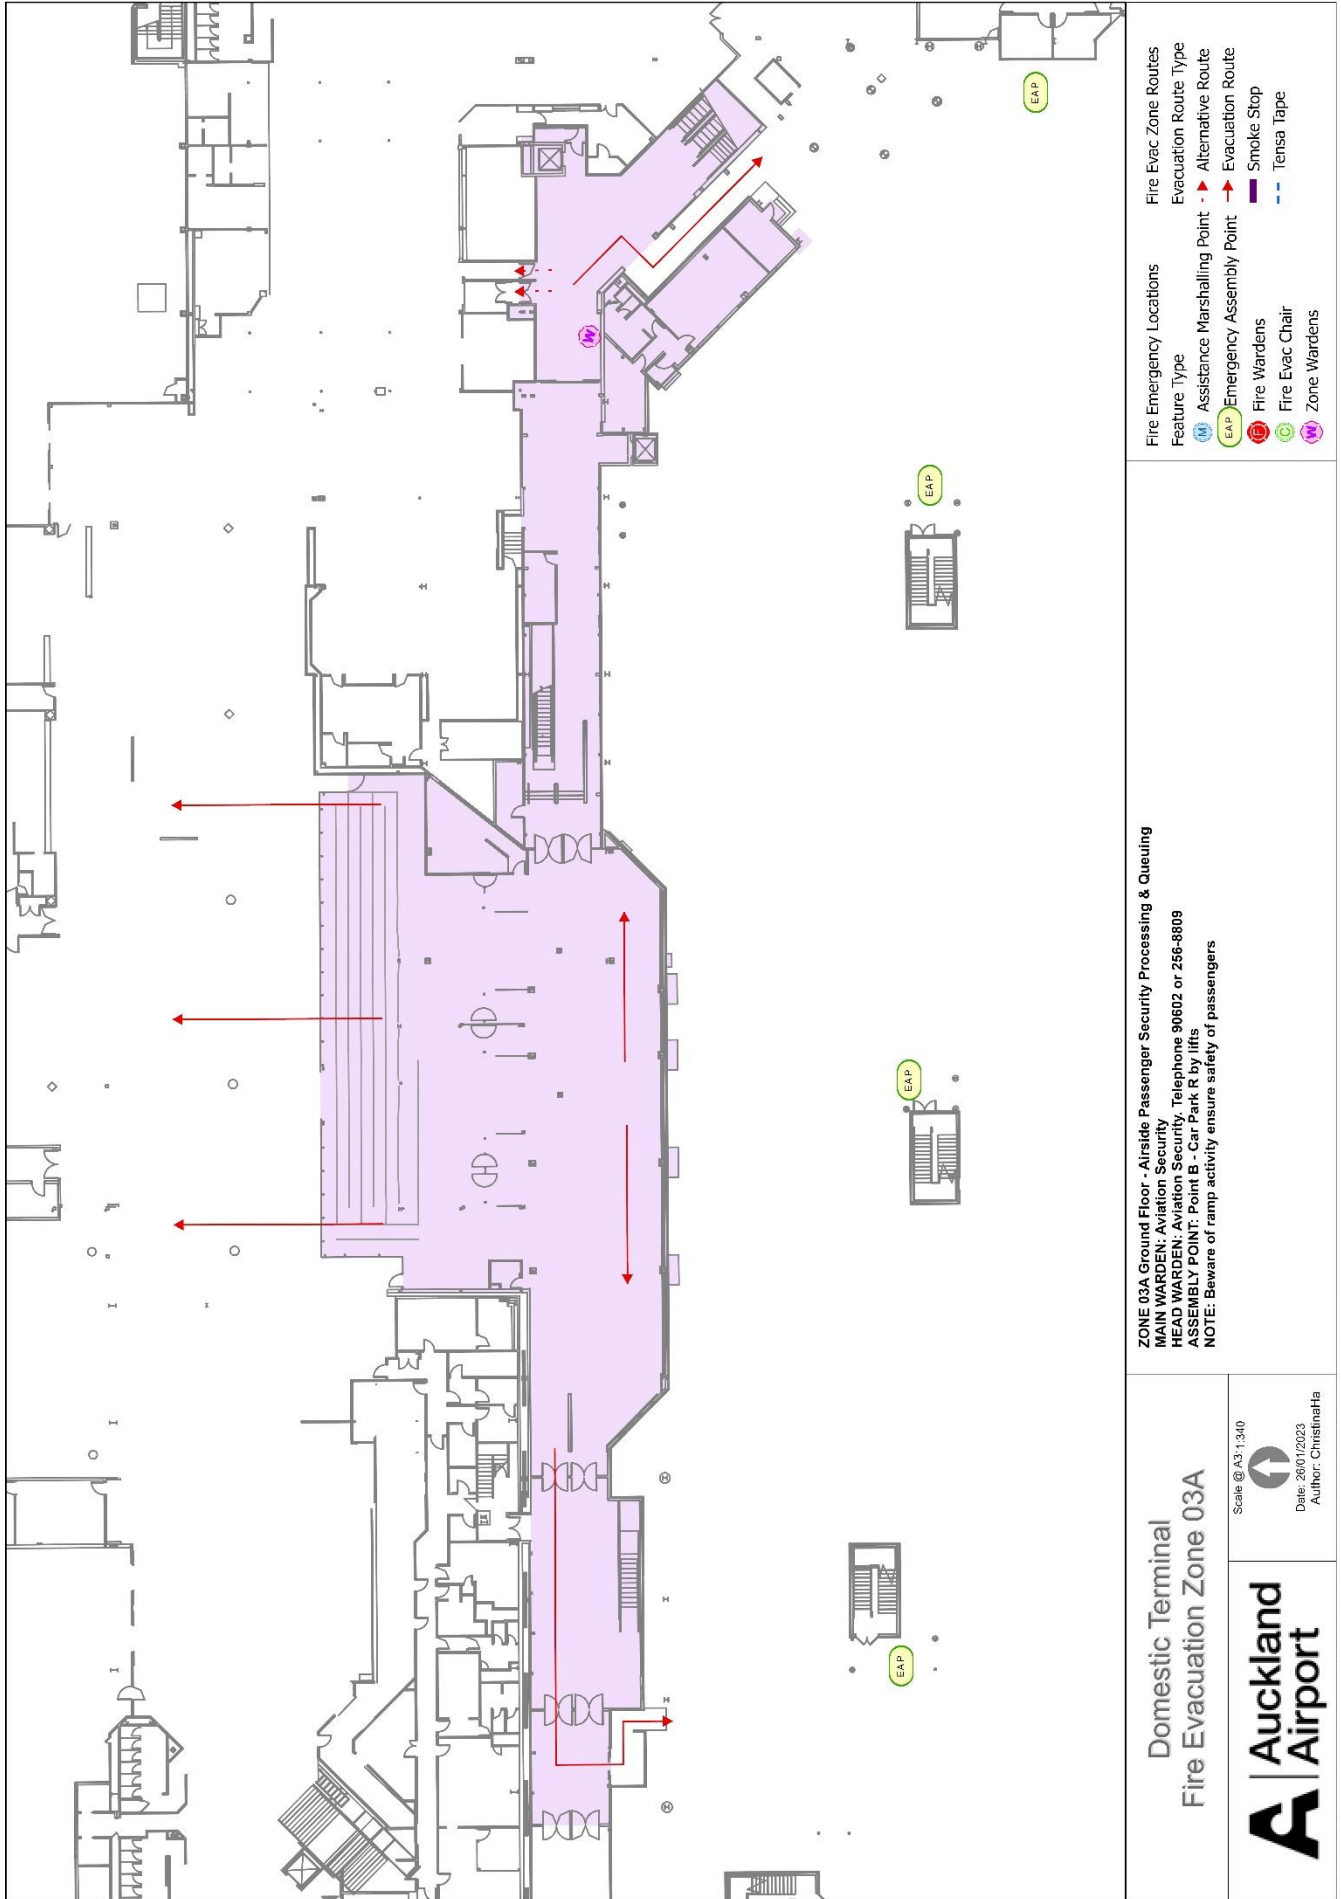 EAP
EAP
EAP
EAP
W
Domestic Terminal
Fire Evacuation Zone 03A
Auckland
Airport
Scale @ A3:1:340
Date: 26/01/2023
Author: ChristinaHa
ZONE 03A Ground Floor - Airside Passenger Security Processing & Queuing
MAIN WARDEN: Aviation Security
HEAD WARDEN: Aviation Security, Telephone 90602 or 256-8809
ASSEMBLY POINT: Point B - Car Park R by lifts
NOTE: Beware of ramp activity ensure safety of passengers
Fire Emergency Locations
Feature Type
M Assistance Marshalling Point
EAP Emergency Assembly Point
F Fire Wardens
C Fire Evac Chair
W Zone Wardens
Fire Evac Zone Routes
Evacuation Route Type
Alternative Route
Evacuation Route
Smoke Stop
Tensa Tape